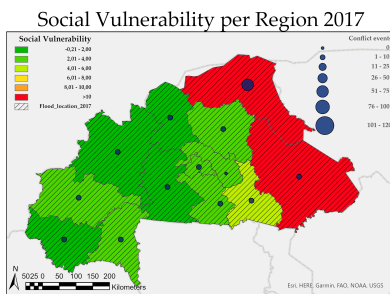 Social Vulnerability per Region 2017
Social Vulnerability
-0,21 - 2,00
2,01 - 4,00
4,01 - 6,00
6,01 - 8,00
8,01 - 10,00
>10
Flood_location_2017
Conflict events
0
1 - 10
11 - 25
26 - 50
51 - 75
76 - 100
101 - 120
N
5025 0 50 100 150 200
Kilometers
Esri, HERE, Garmin, FAO, NOAA, USGS